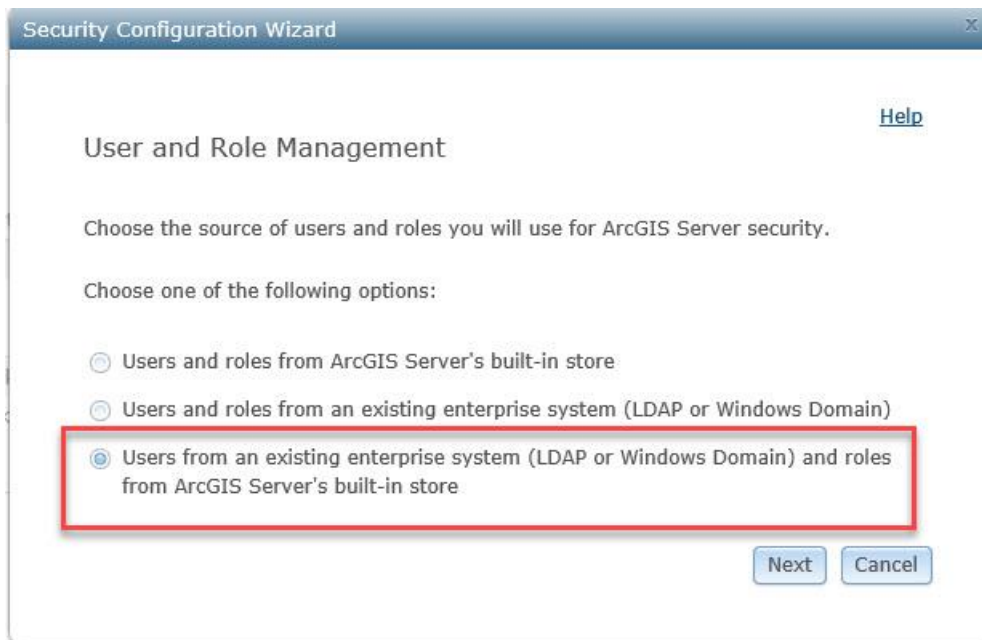 Security Configuration Wizard
x
Help
User and Role Management
Choose the source of users and roles you will use for ArcGIS Server security.
Choose one of the following options:
Users and roles from ArcGIS Server's built-in store
Users and roles from an existing enterprise system (LDAP or Windows Domain)
Users from an existing enterprise system (LDAP or Windows Domain) and roles
from ArcGIS Server's built-in store
Next Cancel